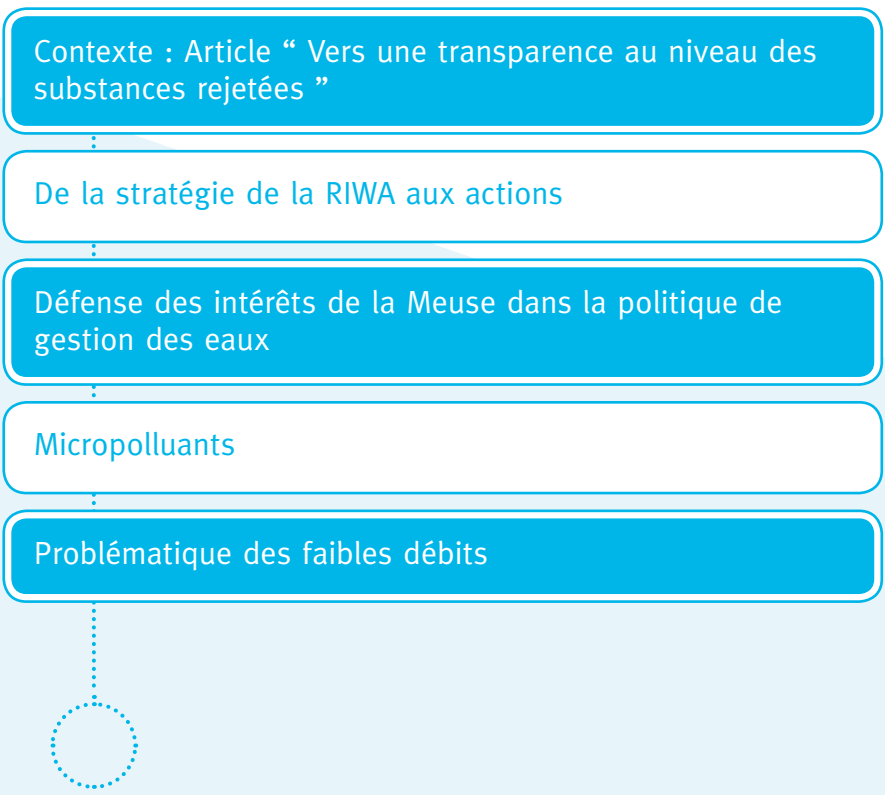 Contexte : Article “ Vers une transparence au niveau des
substances rejetées ”
De la stratégie de la RIWA aux actions
Défense des intérêts de la Meuse dans la politique de
gestion des eaux
Micropolluants
Problématique des faibles débits